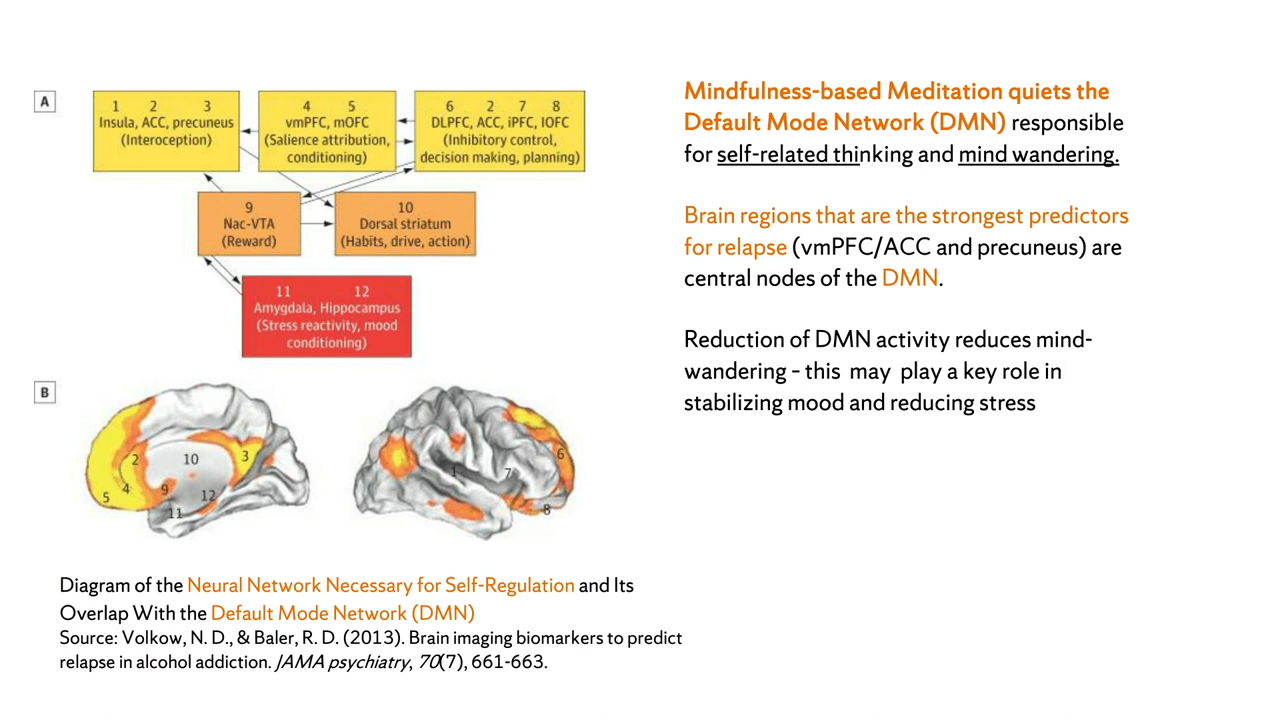 A
1 2 3
Insula, ACC, precuneus
(Interoception)
4 5
vmPFC, mOFC
(Salience attribution,
conditioning)
6 2 7 8
DLPFC, ACC, iPFC, lOFC
(Inhibitory control,
decision making, planning)
9
Nac-VTA
(Reward)
10
Dorsal striatum
(Habits, drive, action)
11 12
Amygdala, Hippocampus
(Stress reactivity, mood
conditioning)
B
2 10 3
5 4 9 12
11
1 7 6
8
Diagram of the Neural Network Necessary for Self-Regulation and Its
Overlap With the Default Mode Network (DMN)
Source: Volkow, N. D., & Baler, R. D. (2013). Brain imaging biomarkers to predict
relapse in alcohol addiction. JAMA psychiatry, 70(7), 661-663.
Mindfulness-based Meditation quiets the
Default Mode Network (DMN) responsible
for self-related thinking and mind wandering.
Brain regions that are the strongest predictors
for relapse (vmPFC/ACC and precuneus) are
central nodes of the DMN.
Reduction of DMN activity reduces mind-
wandering – this may play a key role in
stabilizing mood and reducing stress